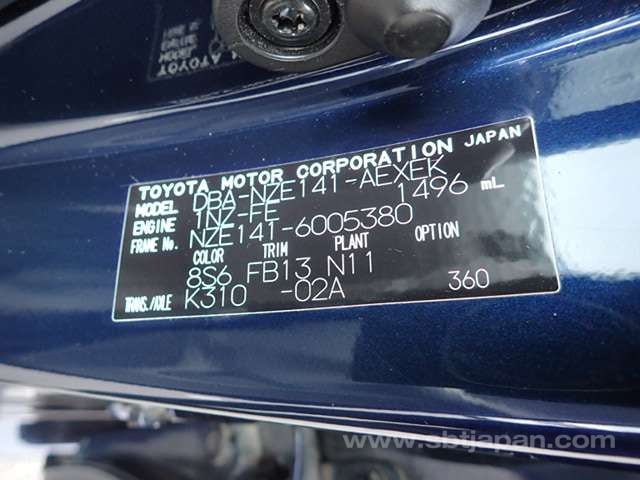 TOYOTA MOTOR CORPORATION JAPAN
MODEL DBA-NZE141-AEXEK
ENGINE 1NZ-FE 1496 mL
FRAME No. NZE141-6005380
COLOR TRIM PLANT OPTION
8S6 FB13 N11
TRANS./AXLE K310 -02A 360
www.sbtjapan.com